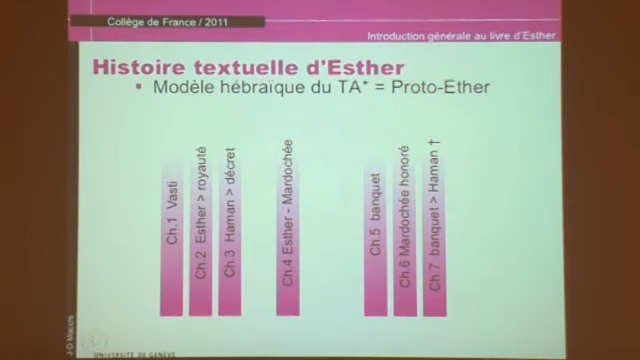 Collège de France / 2011
Introduction générale au livre d'Esther
Histoire textuelle d'Esther
▪ Modèle hébraïque du TA* = Proto-Ether
Ch.1 Vasti
Ch.2 Esther > royauté
Ch.3 Haman > décret
Ch.4 Esther - Mardochée
Ch.5 banquet
Ch.6 Mardochée honoré
Ch.7 banquet > Haman †
J-D Macchi
UNIVERSITÉ DE GENÈVE